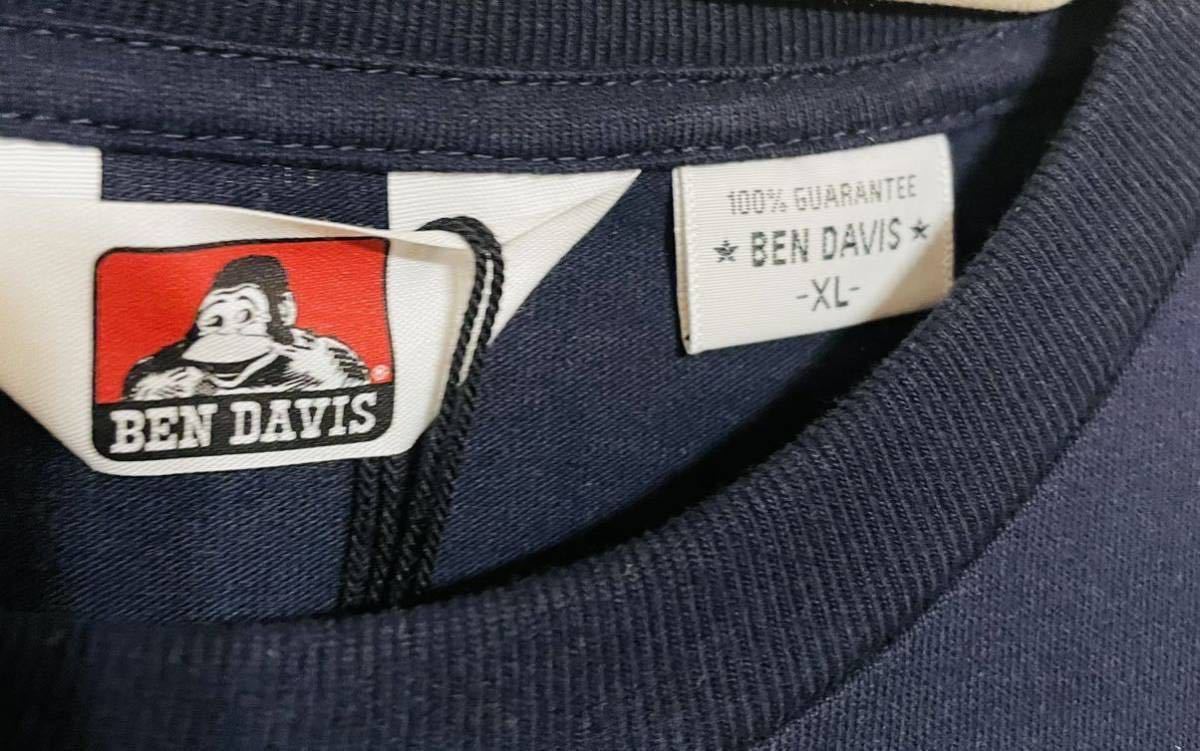 BEN DAVIS
®
100% GUARANTEE
★ BEN DAVIS ★
-XL-